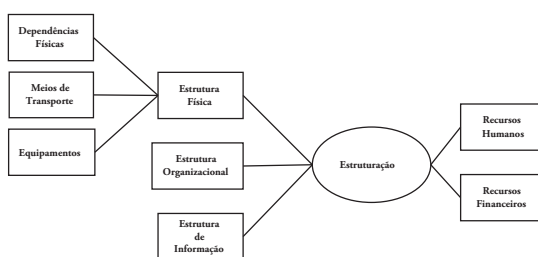 Dependências
Físicas
Meios de
Transporte
Equipamentos
Estrutura
Física
Estrutura
Organizacional
Estrutura
de
Informação
Estruturação
Recursos
Humanos
Recursos
Financeiros